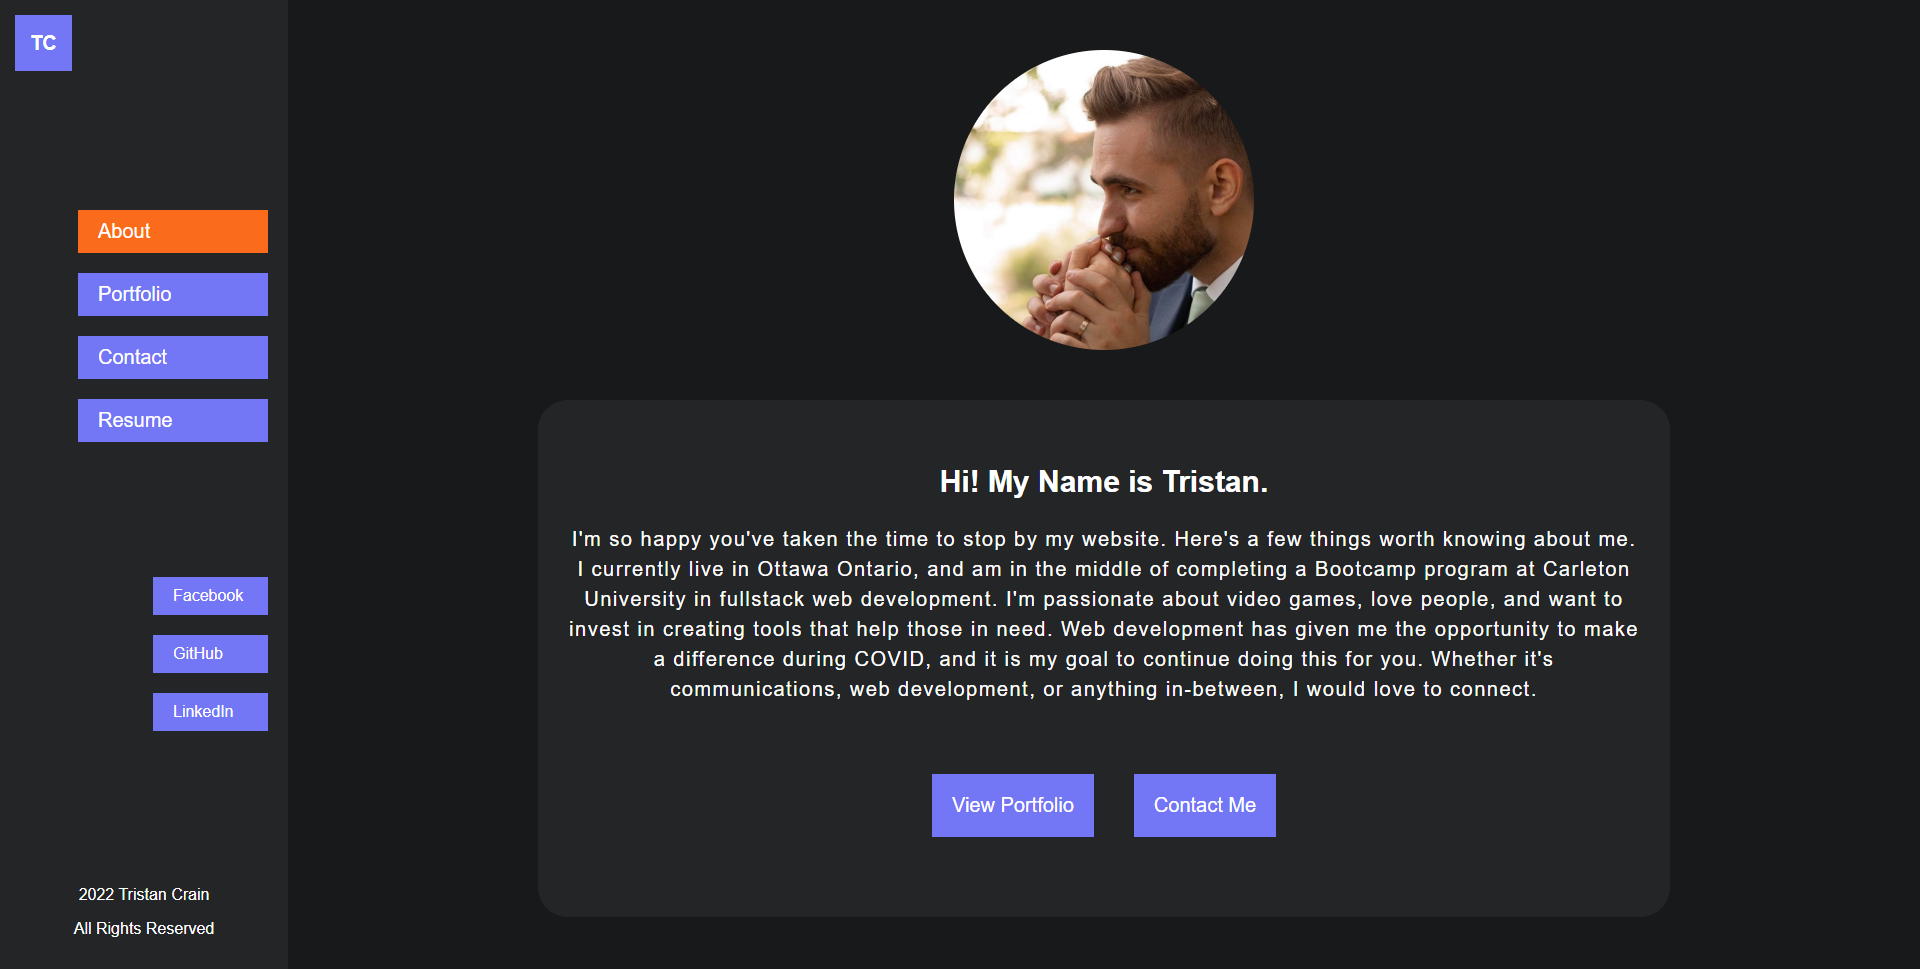 TC
About
Portfolio
Contact
Resume
Facebook
GitHub
LinkedIn
2022 Tristan Crain
All Rights Reserved
Hi! My Name is Tristan.
I'm so happy you've taken the time to stop by my website. Here's a few things worth knowing about me.
I currently live in Ottawa Ontario, and am in the middle of completing a Bootcamp program at Carleton
University in fullstack web development. I'm passionate about video games, love people, and want to
invest in creating tools that help those in need. Web development has given me the opportunity to make
a difference during COVID, and it is my goal to continue doing this for you. Whether it's
communications, web development, or anything in-between, I would love to connect.
View Portfolio
Contact Me